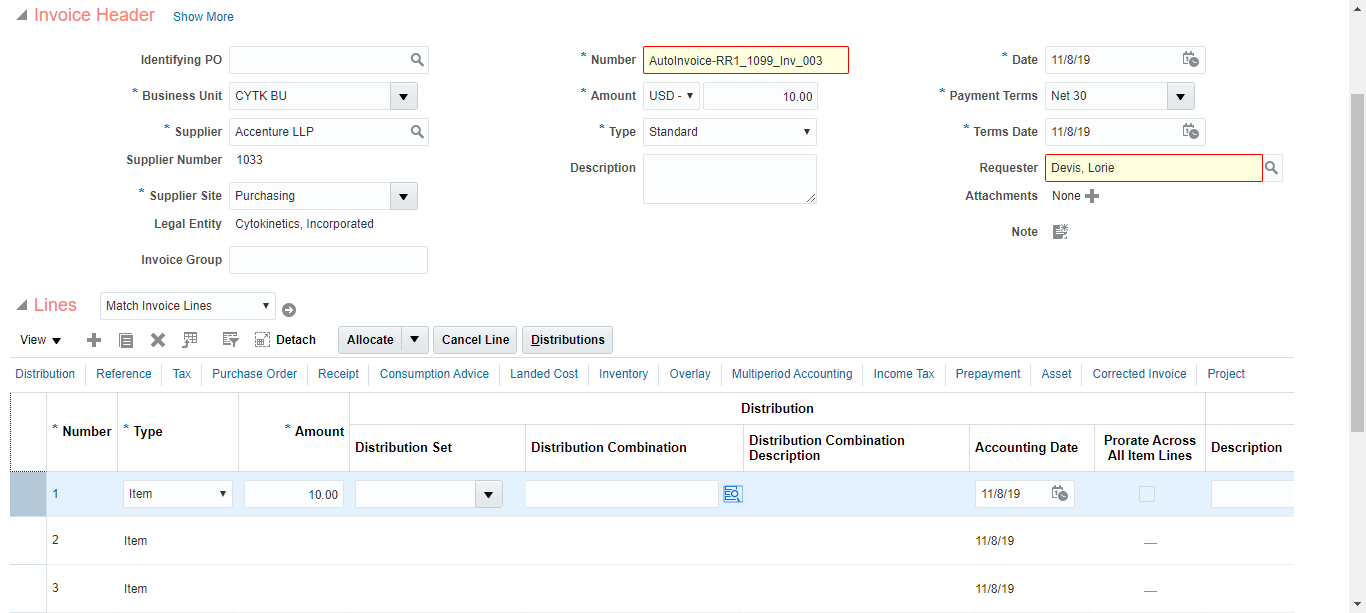 Invoice Header Show More
Identifying PO * Number AutoInvoice-RR1_1099_Inv_003 * Date 11/8/19
* Business Unit CYTK BU * Amount USD - 10.00 * Payment Terms Net 30
* Supplier Accenture LLP * Type Standard * Terms Date 11/8/19
Supplier Number 1033 Description Requester Devis, Lorie
* Supplier Site Purchasing Attachments None
Legal Entity Cytokinetics, Incorporated Note
Invoice Group
Lines Match Invoice Lines
View Detach Allocate Cancel Line Distributions
Distribution Reference Tax Purchase Order Receipt Consumption Advice Landed Cost Inventory Overlay Multiperiod Accounting Income Tax Prepayment Asset Corrected Invoice Project
Distribution
* Number * Type * Amount Distribution Set Distribution Combination Distribution Combination Description Accounting Date Prorate Across All Item Lines Description
1 Item 10.00 11/8/19
2 Item 11/8/19 —
3 Item 11/8/19 —